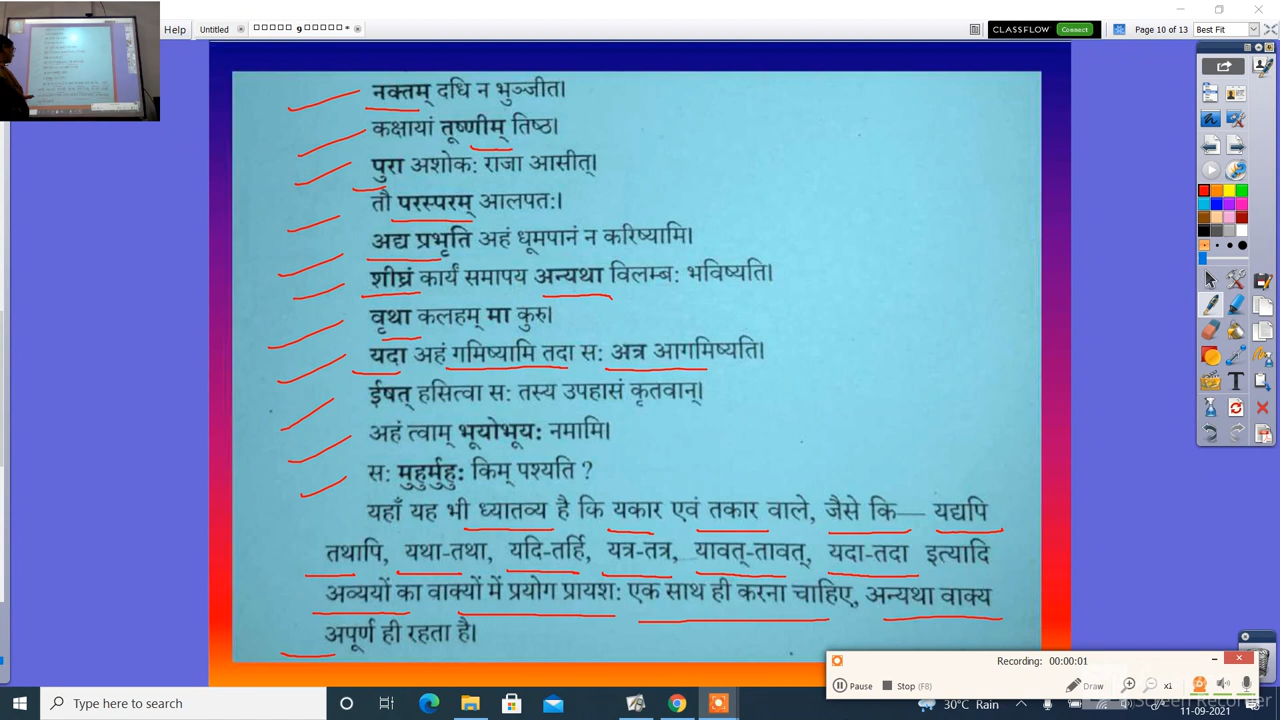 Help
Untitled
9
CLASSFLOW Connect
Page 10 of 13
Best Fit
नक्तम् दधि न भुञ्जीत।
कक्षायां तूष्णीम् तिष्ठ।
पुरा अशोक: राजा आसीत्।
तौ परस्परम् आलपत:।
अद्य प्रभृति अहं धूमपानं न करिष्यामि।
शीघ्रं कार्यं समापय अन्यथा विलम्ब: भविष्यति।
वृथा कलहम् मा कुरु।
यदा अहं गमिष्यामि तदा स: अत्र आगमिष्यति।
ईषत् हसित्वा स: तस्य उपहासं कृतवान्।
अहं त्वाम् भूयोभूय: नमामि।
स: मुहुर्मुहु: किम् पश्यति ?
यहाँ यह भी ध्यातव्य है कि यकार एवं तकार वाले, जैसे कि— यद्यपि
तथापि, यथा-तथा, यदि-तर्हि, यत्र-तत्र, यावत्-तावत्, यदा-तदा इत्यादि
अव्ययों का वाक्यों में प्रयोग प्रायश: एक साथ ही करना चाहिए, अन्यथा वाक्य
अपूर्ण ही रहता है।
Recording: 00:00:01
Pause
Stop (F8)
Draw
x1
Screen Recorder
Type here to search
30°C Rain
11-09-2021